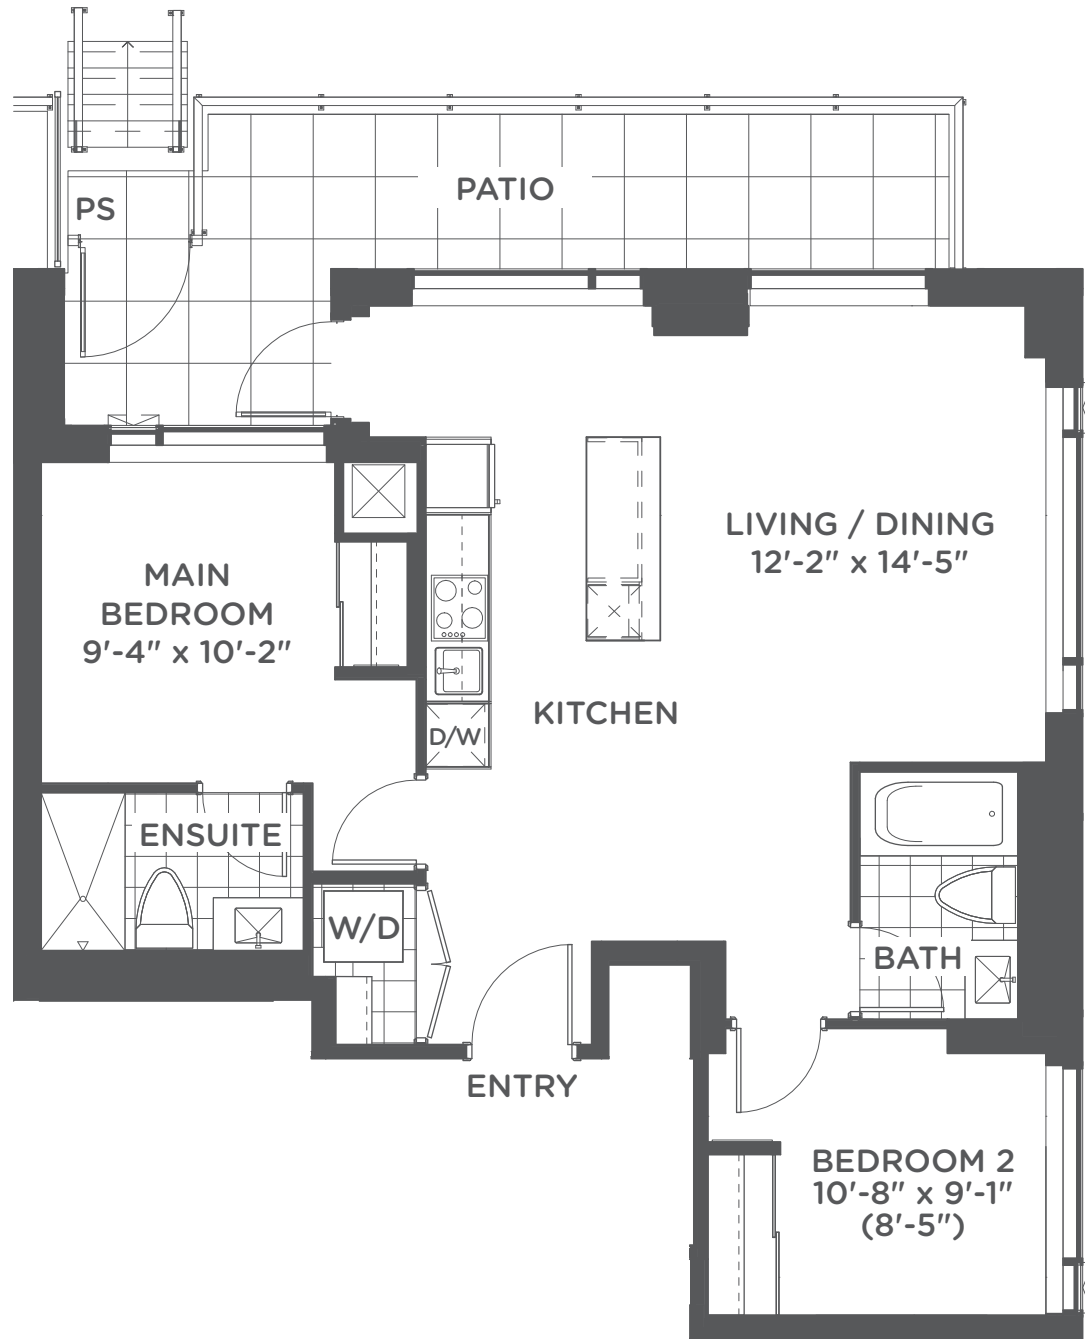 PATIO
PS
LIVING / DINING
12'-2" x 14'-5"
MAIN
BEDROOM
9'-4" x 10'-2"
KITCHEN
D/W
ENSUITE
W/D
BATH
ENTRY
BEDROOM 2
10'-8" x 9'-1"
(8'-5")